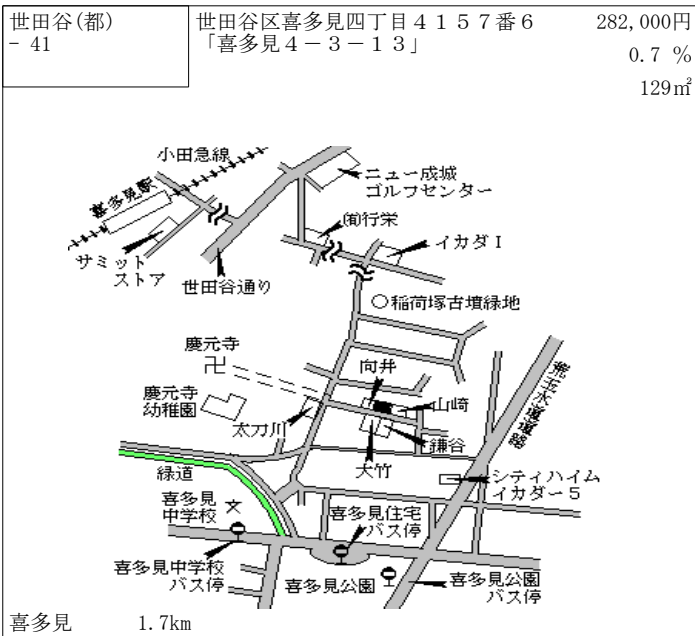 世田谷(都)
- 41
世田谷区喜多見四丁目４１５７番６
「喜多見４－３－１３」
282,000円
0.7 %
129㎡
小田急線
ニュー成城
ゴルフセンター
喜多見駅
㈲行栄
イカダⅠ
サミット
ストア
世田谷通り
稲荷塚古墳緑地
慶元寺
向井
荒玉水道道路
慶元寺
幼稚園
山崎
太刀川
鎌谷
大竹
緑道
シティハイム
イカダー５
喜多見
中学校
喜多見住宅
バス停
喜多見中学校
バス停
喜多見公園
喜多見公園
バス停
喜多見
1.7km